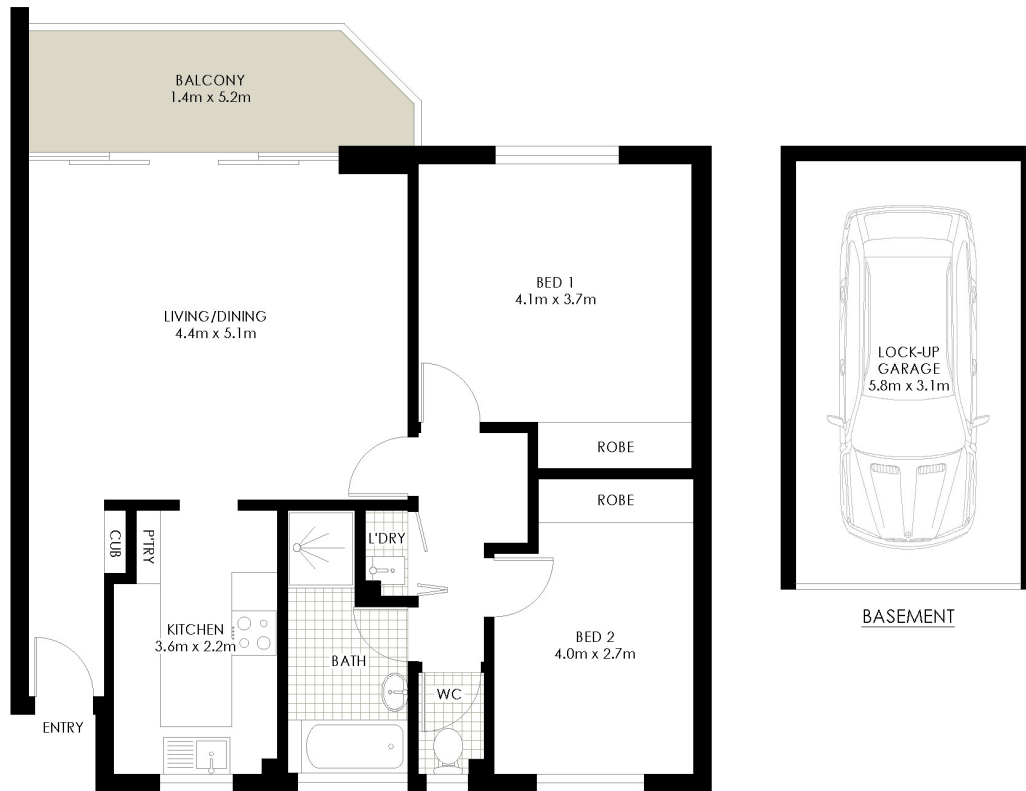 BALCONY
1.4m x 5.2m
BED 1
4.1m x 3.7m
LIVING/DINING
4.4m x 5.1m
LOCK-UP
GARAGE
5.8m x 3.1m
ROBE
ROBE
CUB
P'TRY
L'DRY
KITCHEN
3.6m x 2.2m
BATH
BED 2
4.0m x 2.7m
WC
BASEMENT
ENTRY